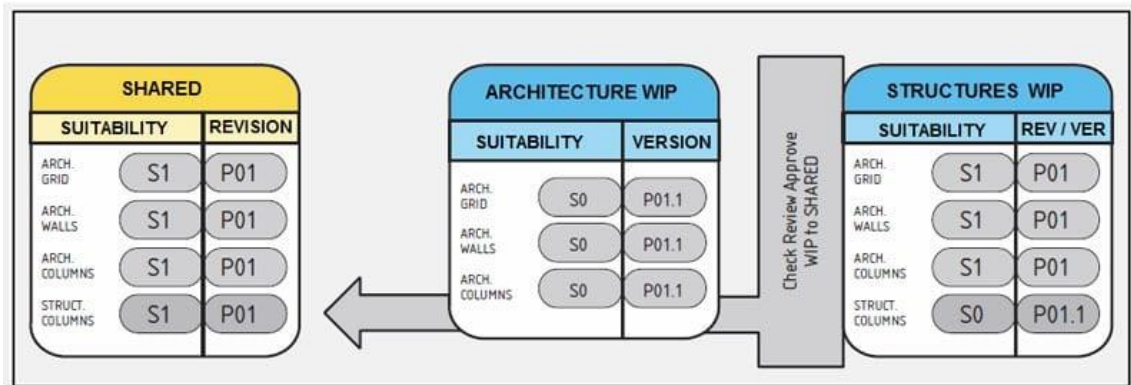 SHARED
SUITABILITY REVISION
ARCH.
GRID S1 P01
ARCH.
WALLS S1 P01
ARCH.
COLUMNS S1 P01
STRUCT.
COLUMNS S1 P01
ARCHITECTURE WIP
SUITABILITY VERSION
ARCH.
GRID S0 P01.1
ARCH.
WALLS S0 P01.1
ARCH.
COLUMNS S0 P01.1
Check Review Approve
WIP to SHARED
STRUCTURES WIP
SUITABILITY REV / VER
ARCH.
GRID S1 P01
ARCH.
WALLS S1 P01
ARCH.
COLUMNS S1 P01
STRUCT.
COLUMNS S0 P01.1